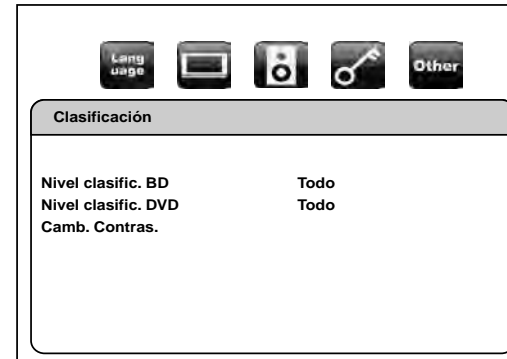 Lang
uage
Other
Clasificación
Nivel clasific. BD Todo
Nivel clasific. DVD Todo
Camb. Contras.